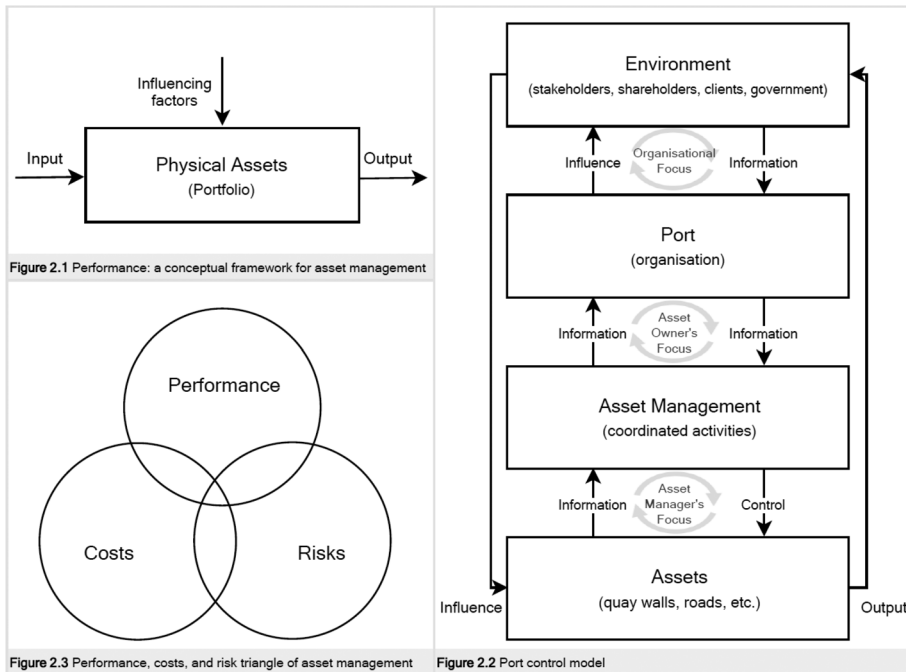 Influencing
factors
Input
Physical Assets
(Portfolio)
Output
Figure 2.1 Performance: a conceptual framework for asset management
Performance
Costs
Risks
Figure 2.3 Performance, costs, and risk triangle of asset management
Environment
(stakeholders, shareholders, clients, government)
Influence
Organisational
Focus
Information
Port
(organisation)
Information
Asset
Owner's
Focus
Information
Asset Management
(coordinated activities)
Information
Asset
Manager's
Focus
Control
Assets
(quay walls, roads, etc.)
Influence
Output
Figure 2.2 Port control model